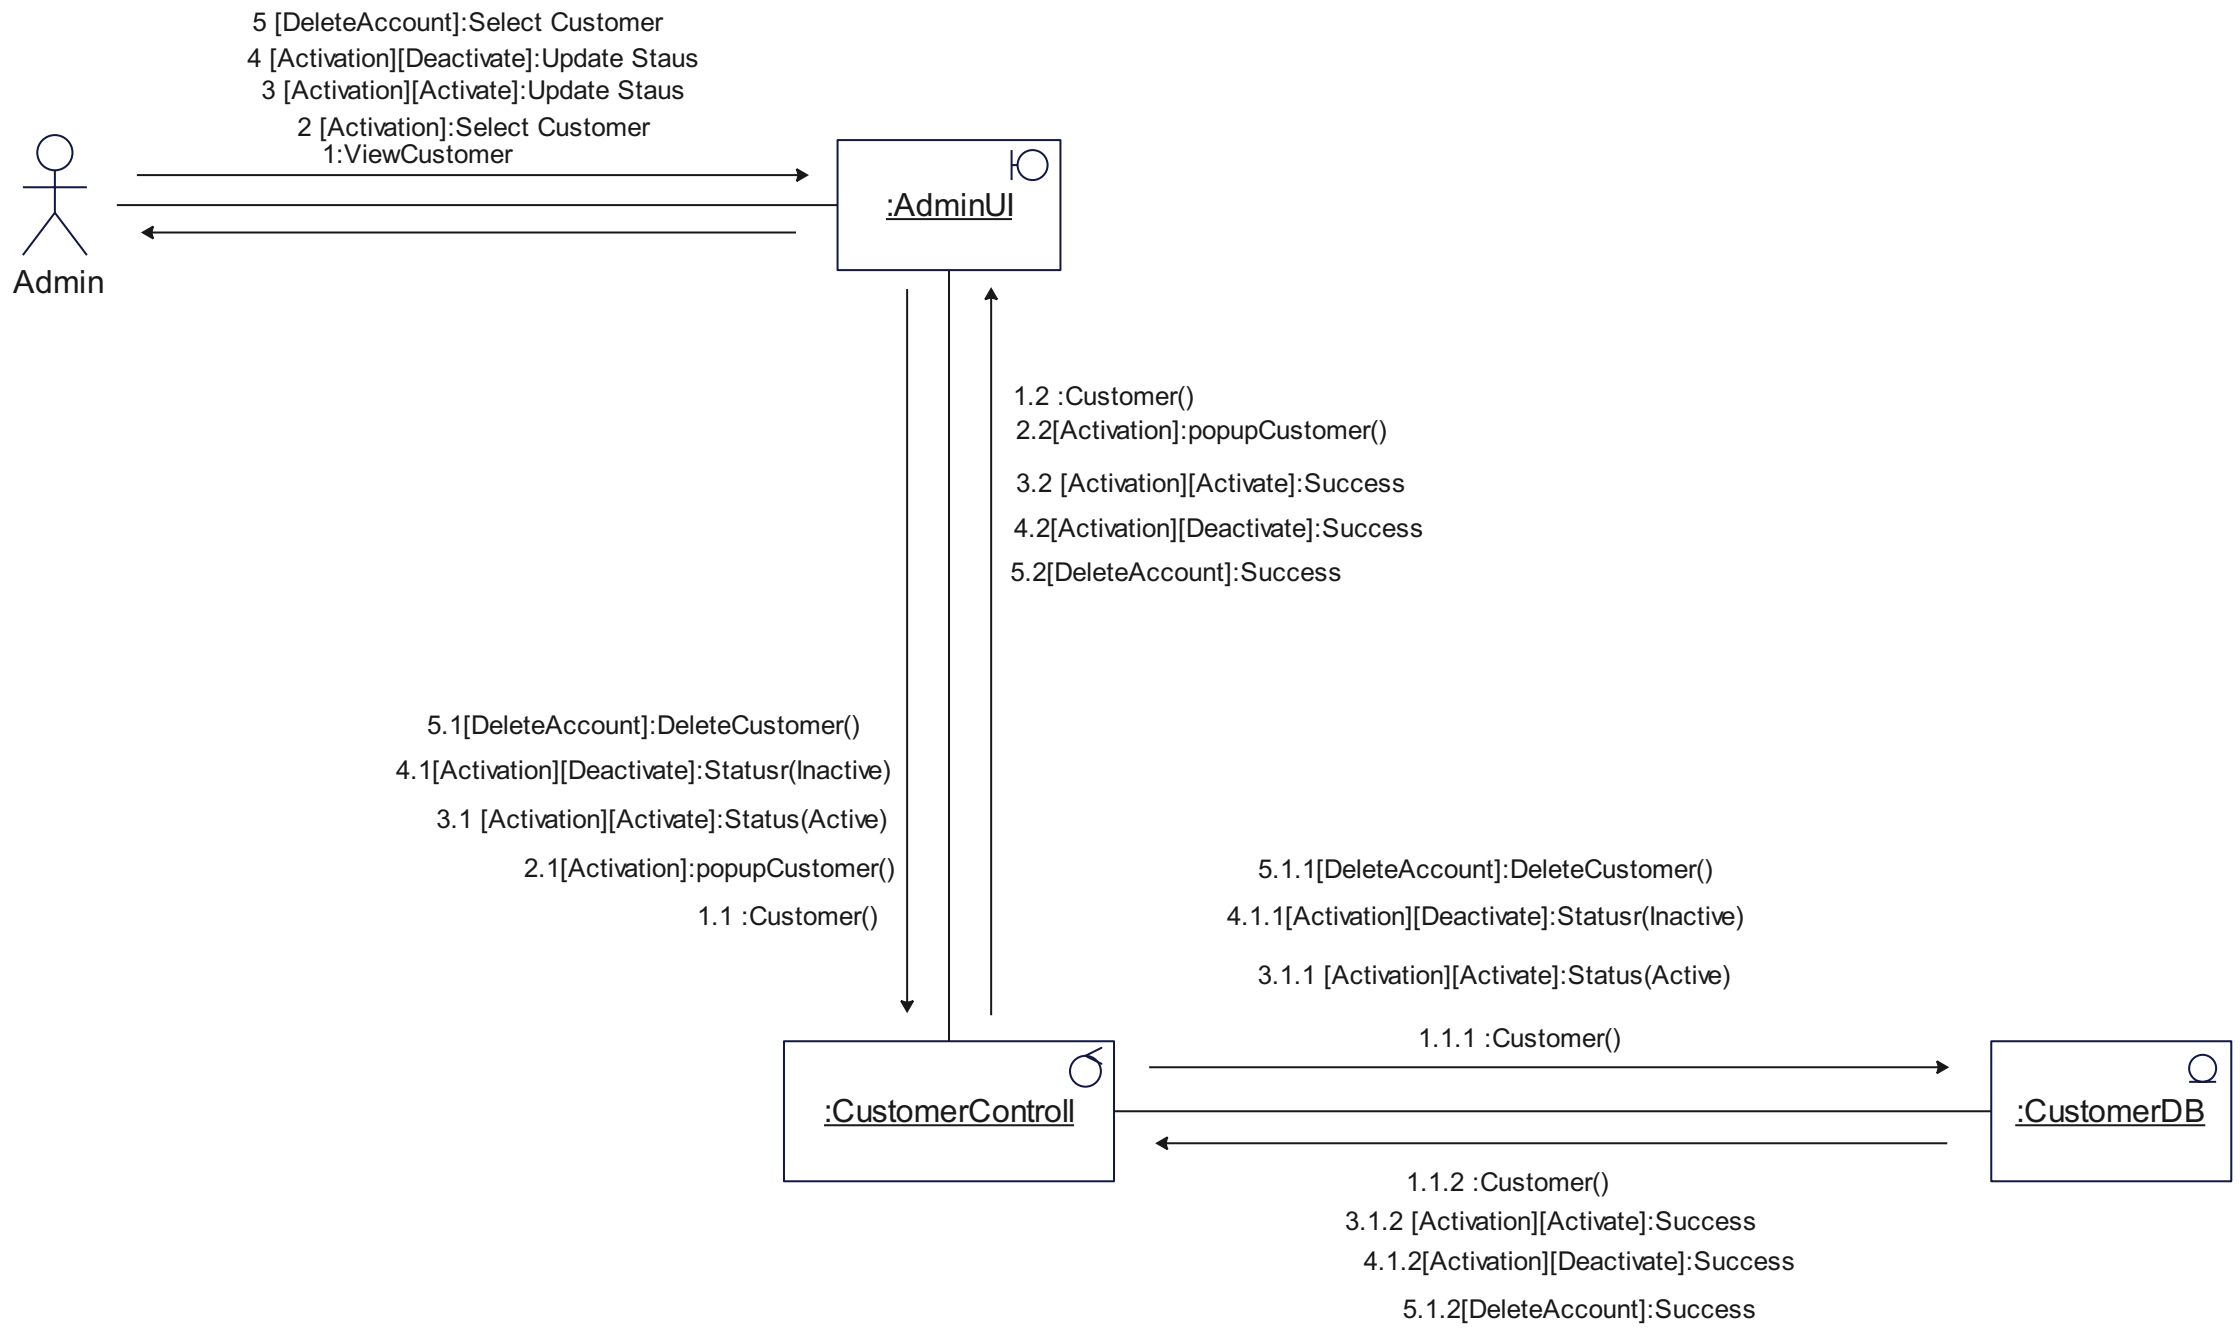 5 [DeleteAccount]:Select Customer
4 [Activation][Deactivate]:Update Staus
3 [Activation][Activate]:Update Staus
2 [Activation]:Select Customer
1:ViewCustomer
:AdminUI
Admin
1.2 :Customer()
2.2[Activation]:popupCustomer()
3.2 [Activation][Activate]:Success
4.2[Activation][Deactivate]:Success
5.2[DeleteAccount]:Success
5.1[DeleteAccount]:DeleteCustomer()
4.1[Activation][Deactivate]:Statusr(Inactive)
3.1 [Activation][Activate]:Status(Active)
2.1[Activation]:popupCustomer()
1.1 :Customer()
5.1.1[DeleteAccount]:DeleteCustomer()
4.1.1[Activation][Deactivate]:Statusr(Inactive)
3.1.1 [Activation][Activate]:Status(Active)
1.1.1 :Customer()
:CustomerControll
:CustomerDB
1.1.2 :Customer()
3.1.2 [Activation][Activate]:Success
4.1.2[Activation][Deactivate]:Success
5.1.2[DeleteAccount]:Success